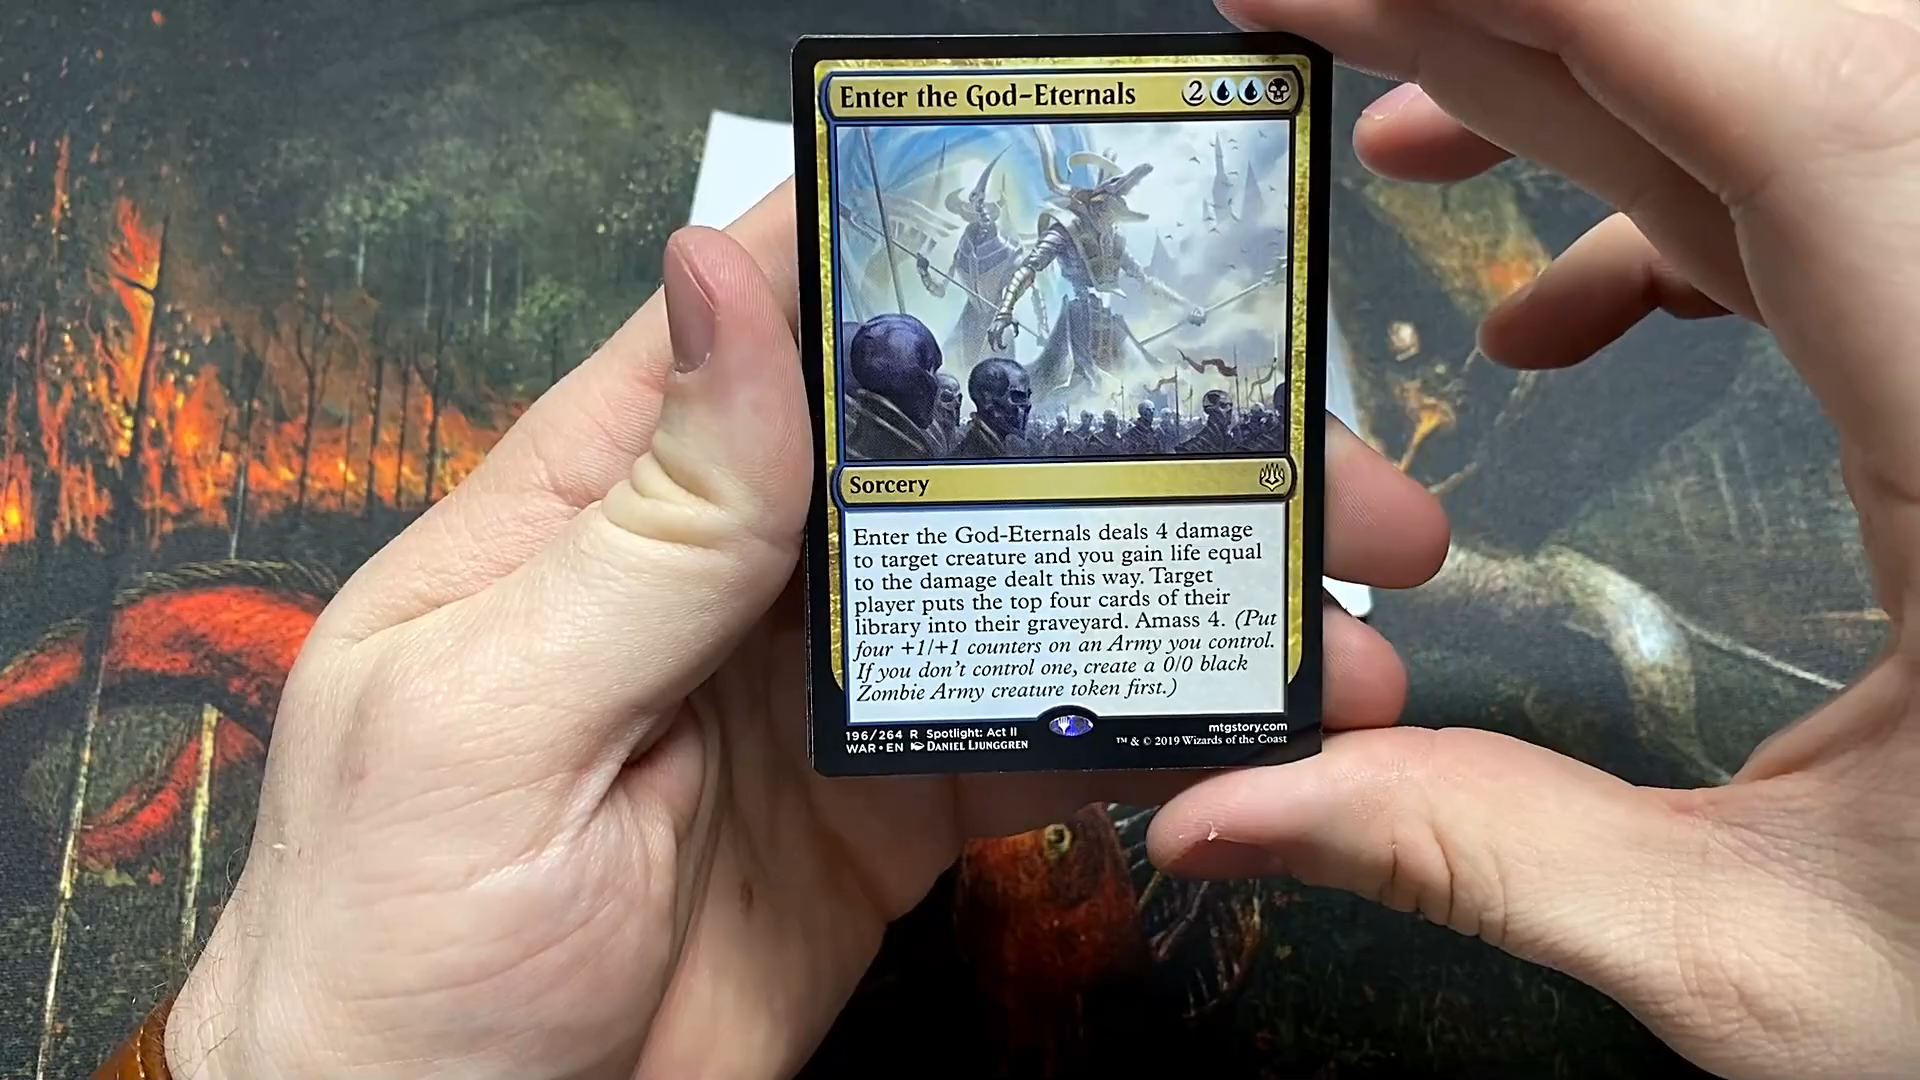 Enter the God-Eternals 2
Sorcery
Enter the God-Eternals deals 4 damage
to target creature and you gain life equal
to the damage dealt this way. Target
player puts the top four cards of their
library into their graveyard. Amass 4. (Put
four +1/+1 counters on an Army you control.
If you don't control one, create a 0/0 black
Zombie Army creature token first.)
196/264 R Spotlight: Act II
WAR • EN Daniel Ljunggren
mtgstory.com
™ & © 2019 Wizards of the Coast